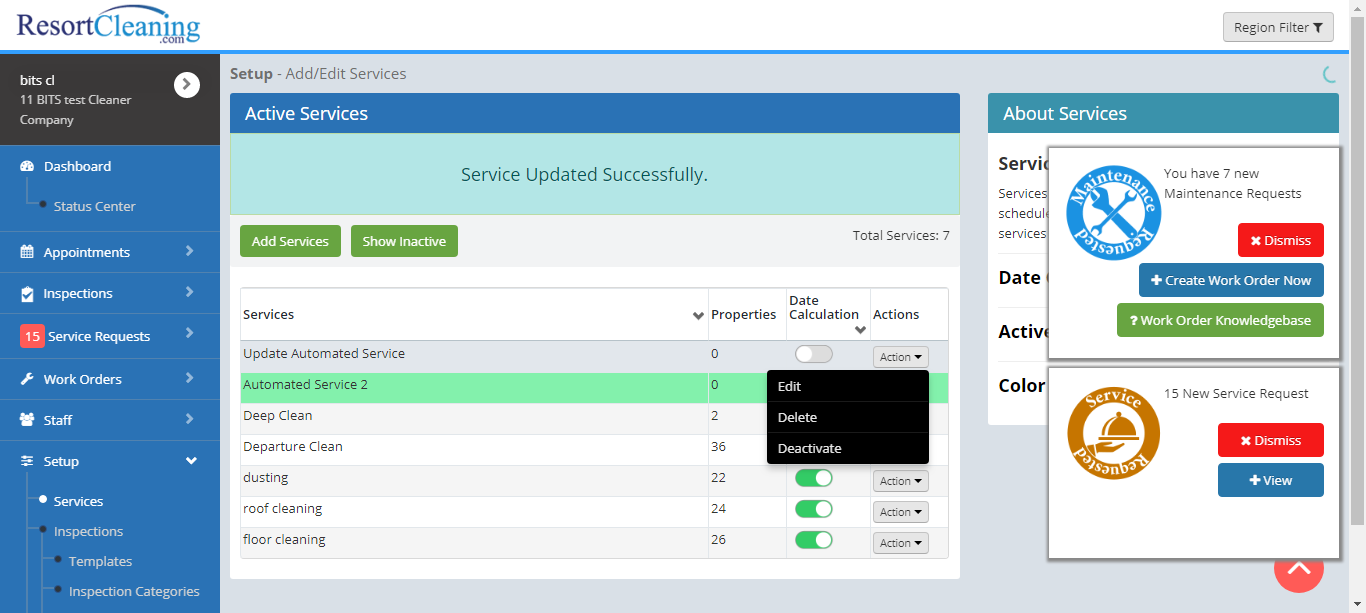 ResortCleaning
.com
Region Filter
bits cl
11 BITS test Cleaner
Company
Dashboard
Status Center
Appointments
Inspections
15 Service Requests
Work Orders
Staff
Setup
Services
Inspections
Templates
Inspection Categories
Setup - Add/Edit Services
Active Services
Service Updated Successfully.
Add Services
Show Inactive
Total Services: 7
Services
Properties
Date
Calculation
Actions
Update Automated Service
0
Action
Automated Service 2
0
Deep Clean
2
Departure Clean
36
dusting
22
Action
roof cleaning
24
Action
floor cleaning
26
Action
Edit
Delete
Deactivate
About Services
Servic
Services
schedule
services
Date
Active
Color
Maintenance
Requested
You have 7 new
Maintenance Requests
Dismiss
Create Work Order Now
? Work Order Knowledgebase
Service
Requested
15 New Service Request
Dismiss
View